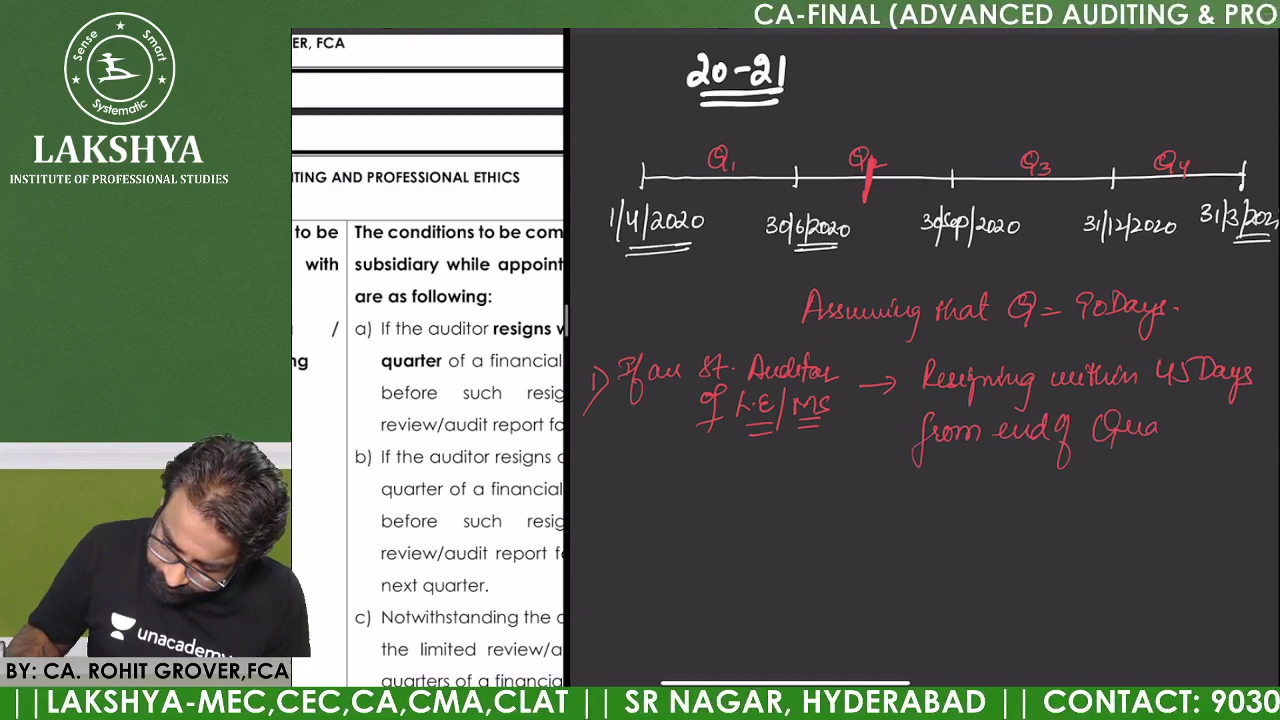 CA-FINAL (ADVANCED AUDITING & PRO
Sense
Smart
Systematic
LAKSHYA
INSTITUTE OF PROFESSIONAL STUDIES
ER, FCA
TING AND PROFESSIONAL ETHICS
to be
with
/
ng
The conditions to be com
subsidiary while appoint
are as following:
a) If the auditor resigns w
quarter of a financial
before such resig
review/audit report fo
b) If the auditor resigns a
quarter of a financial
before such resig
review/audit report fo
next quarter.
c) Notwithstanding the c
the limited review/a
quarters of a financial
20-21
Q1 Q2 Q3 Q4
1/4/2020 30/6/2020 30/Sep/2020 31/12/2020 31/3/2021
Assuming that Q = 90 Days.
1) If an St. Auditor → Resigning within 45 Days
of L.E/MS from end of Qua
unacademy
BY: CA. ROHIT GROVER,FCA
||LAKSHYA-MEC,CEC,CA,CMA,CLAT || SR NAGAR, HYDERABAD || CONTACT: 9030